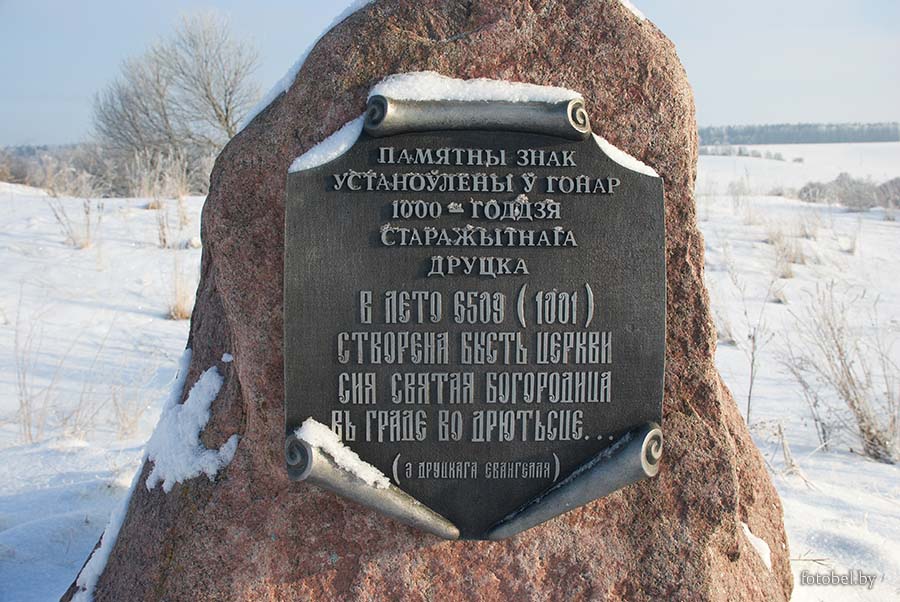 ПАМЯТНЫ ЗНАК
УСТАНОЎЛЕНЫ Ў ГОНАР
1000 - ГОДДЗЯ
СТАРАЖЫТНАГА
ДРУЦКА
В ЛЕТО 6509 (1001)
СТВОРЕНА БЫСТЬ ЦЕРКВИ
СИЯ СВЯТАЯ БОГОРОДИЦА
ВЪ ГРАДЕ ВО ДРЮТЬСЦЕ...
(З ДРУЦКАГА ЕВАНГЕЛЛЯ)
fotobel.by